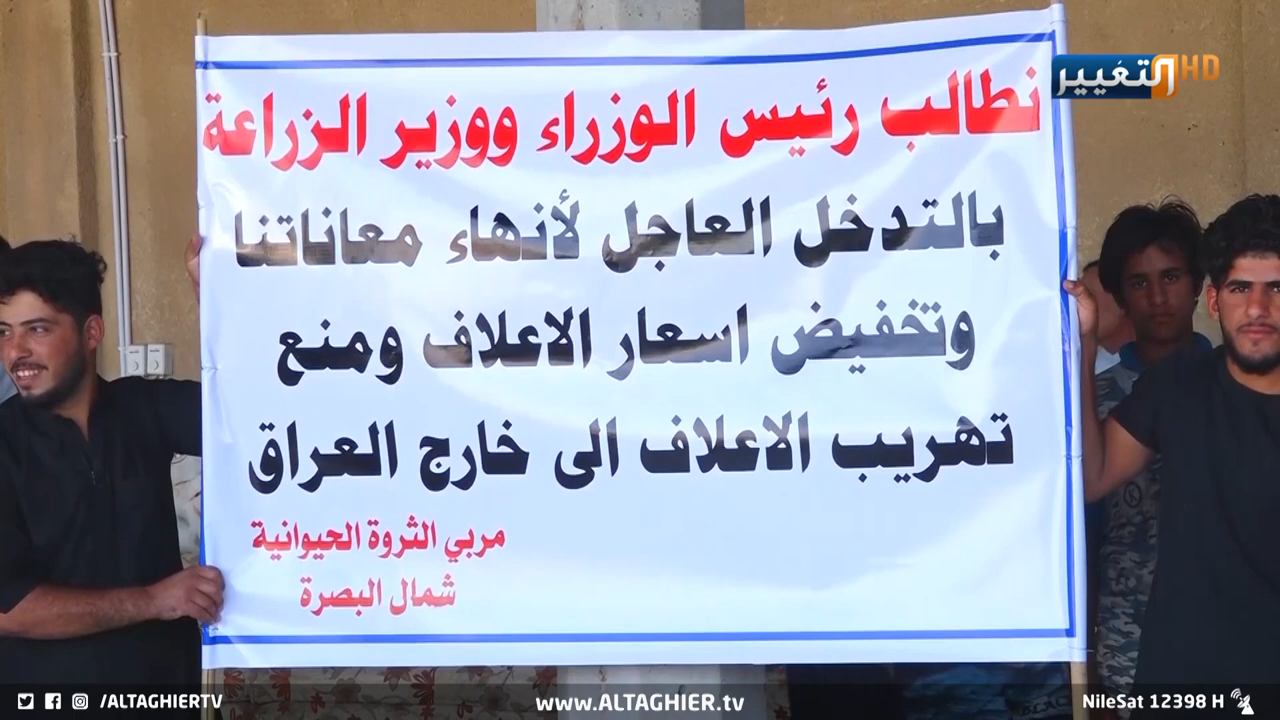 التغيير HD
نطالب رئيس الوزراء ووزير الزراعة
بالتدخل العاجل لأنهاء معاناتنا
وتخفيض اسعار الاعلاف ومنع
تهريب الاعلاف الى خارج العراق
مربي الثروة الحيوانية
شمال البصرة
/ALTAGHIERTV
www.ALTAGHIER.tv
NileSat 12398 H